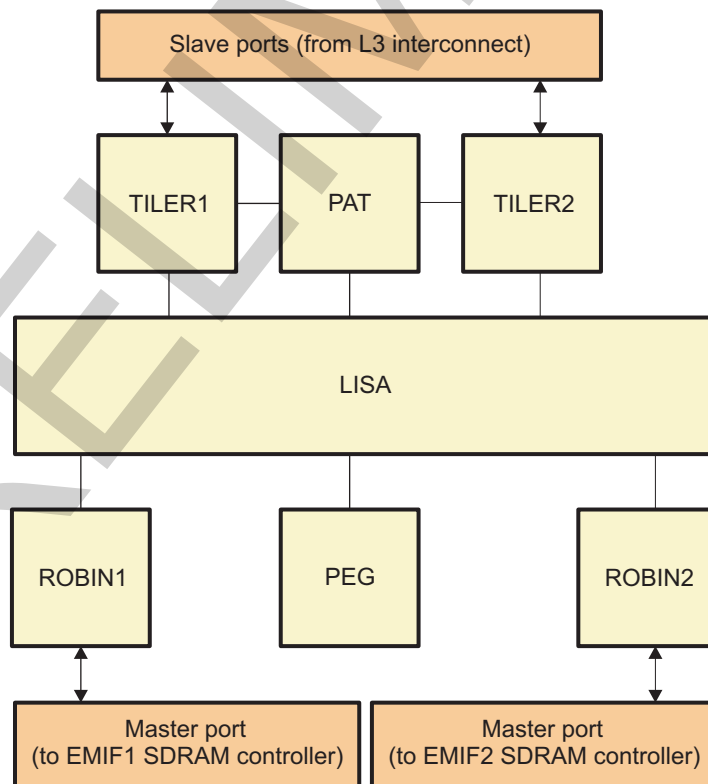 Slave ports (from L3 interconnect)
TILER1
PAT
TILER2
LISA
ROBIN1
PEG
ROBIN2
Master port
(to EMIF1 SDRAM controller)
Master port
(to EMIF2 SDRAM controller)